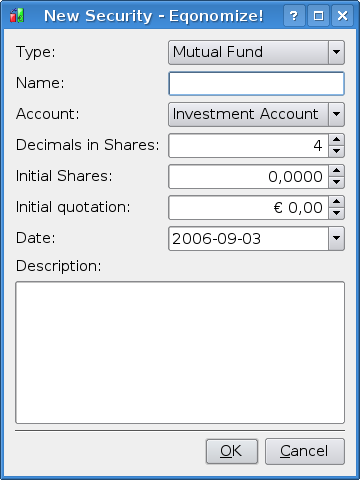 New Security - Eqonomize!
Type: Mutual Fund
Name:
Account: Investment Account
Decimals in Shares: 4
Initial Shares: 0,0000
Initial quotation: € 0,00
Date: 2006-09-03
Description:
OK Cancel